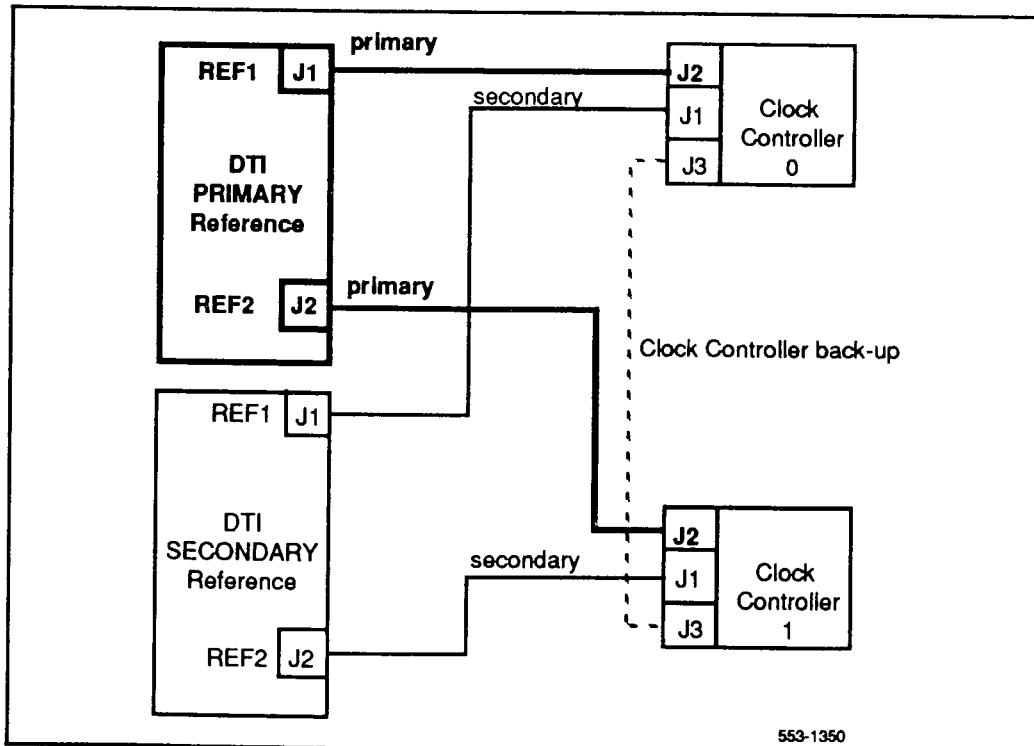 primary
REF1 J1
J2
secondary
J1
Clock
Controller
0
J3
DTI
PRIMARY
Reference
REF2 J2
primary
Clock Controller back-up
REF1 J1
DTI
SECONDARY
Reference
J2
secondary
J1
Clock
Controller
1
J3
REF2 J2
553-1350